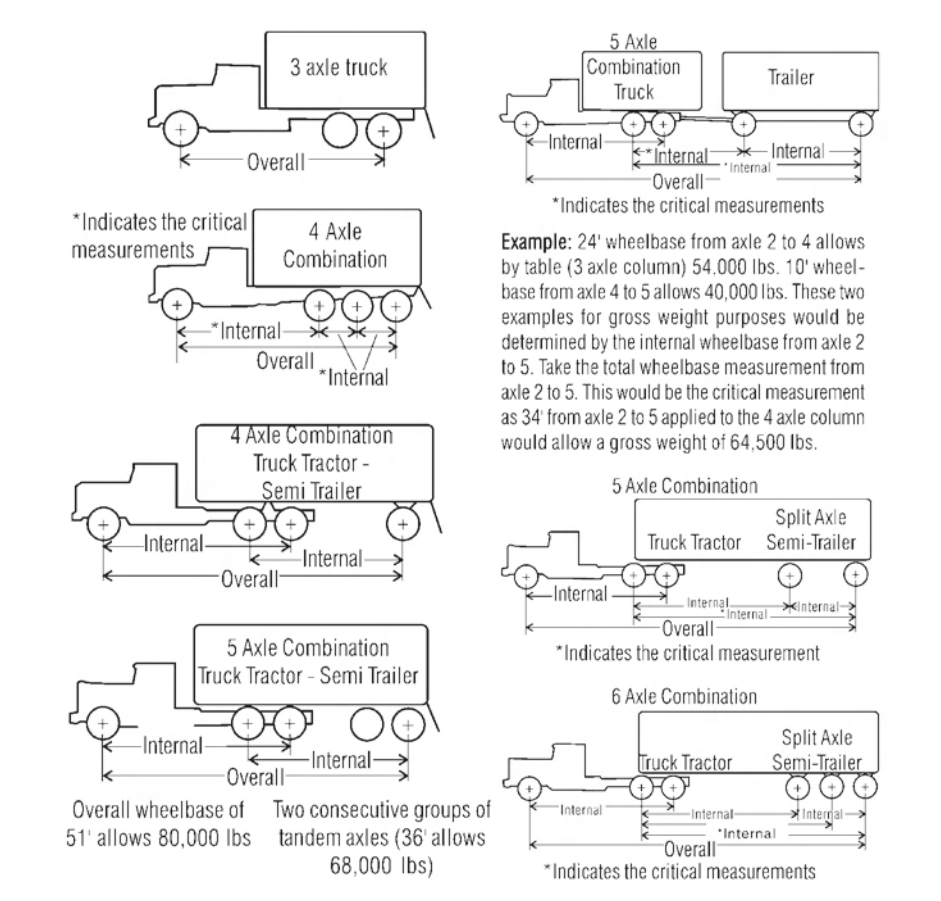 3 axle truck
Overall
*Indicates the critical
measurements
4 Axle
Combination
*Internal
Overall
*Internal
4 Axle Combination
Truck Tractor -
Semi Trailer
Internal
Internal
Overall
5 Axle Combination
Truck Tractor - Semi Trailer
Internal
Internal
Overall
Overall wheelbase of
51' allows 80,000 lbs
Two consecutive groups of
tandem axles (36' allows
68,000 lbs)
5 Axle
Combination
Truck
Trailer
Internal
*Internal
Internal
*Internal
Overall
*Indicates the critical measurements
Example: 24' wheelbase from axle 2 to 4 allows
by table (3 axle column) 54.000 lbs. 10' wheel-
base from axle 4 to 5 allows 40,000 lbs. These two
examples for gross weight purposes would be
determined by the internal wheelbase from axle 2
to 5. Take the total wheelbase measurement from
axle 2 to 5. This would be the critical measurement
as 34' from axle 2 to 5 applied to the 4 axle column
would allow a gross weight of 64,500 lbs.
5 Axle Combination
Split Axle
Truck Tractor Semi-Trailer
Internal
Internal
Internal
*Internal
Overall
*Indicates the critical measurement
6 Axle Combination
Split Axle
Truck Tractor Semi-Trailer
Internal
Internal
Internal
*Internal
Overall
*Indicates the critical measurements